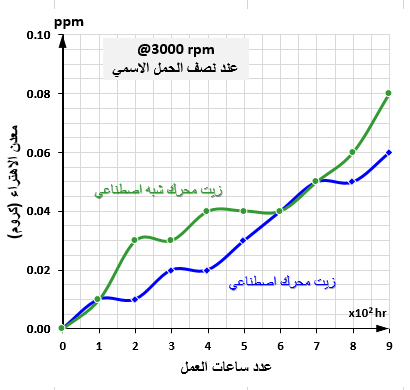 ppm
0.10
@3000 rpm
عند نصف الحمل الاسمي
0.08
0.06
معدن الاهتراء (كروم)
زيت محرك شبه اصطناعي
0.04
زيت محرك اصطناعي
0.02
x10² hr
0.00
0 1 2 3 4 5 6 7 8 9
عدد ساعات العمل